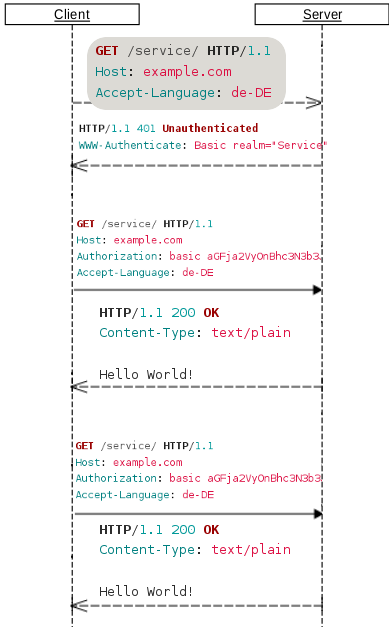 Client
Server
GET /service/ HTTP/1.1
Host: example.com
Accept-Language: de-DE
HTTP/1.1 401 Unauthenticated
WWW-Authenticate: Basic realm="Service"
GET /service/ HTTP/1.1
Host: example.com
Authorization: basic aGFja2VyOnBhc3N3b3J
Accept-Language: de-DE
HTTP/1.1 200 OK
Content-Type: text/plain
Hello World!
GET /service/ HTTP/1.1
Host: example.com
Authorization: basic aGFja2VyOnBhc3N3b3J
Accept-Language: de-DE
HTTP/1.1 200 OK
Content-Type: text/plain
Hello World!